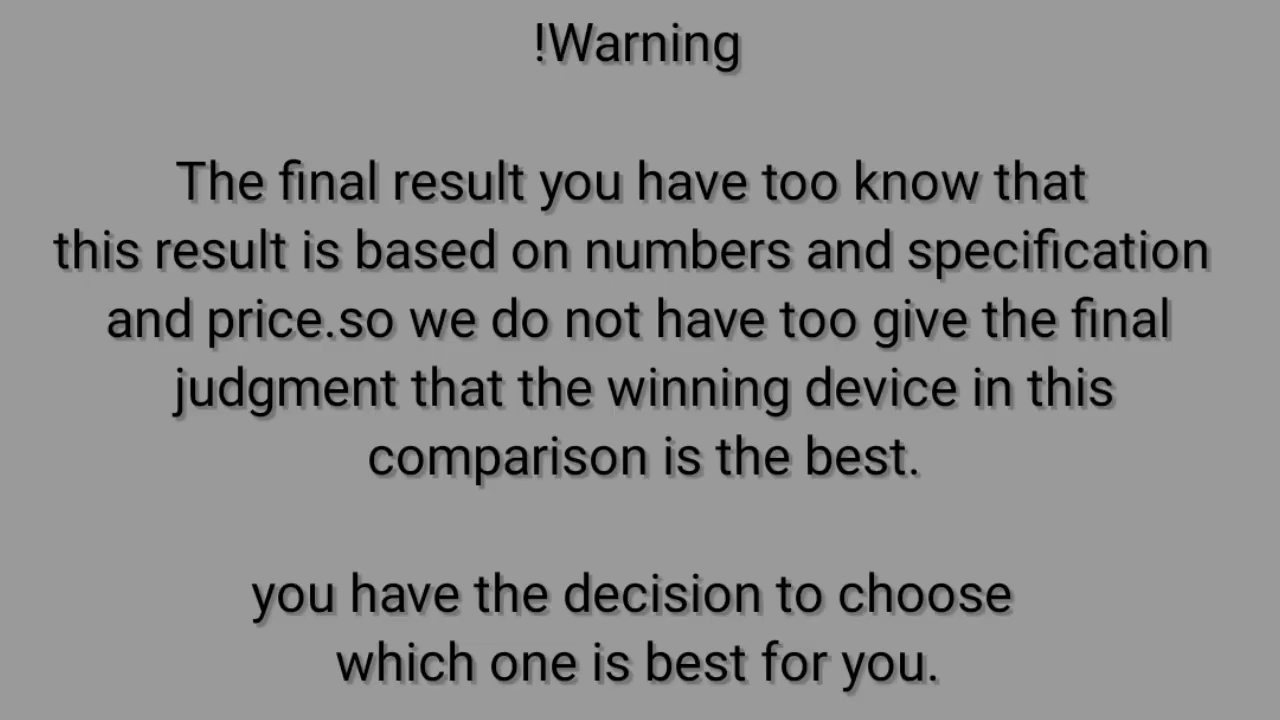 !Warning
The final result you have too know that
this result is based on numbers and specification
and price.so we do not have too give the final
judgment that the winning device in this
comparison is the best.
you have the decision to choose
which one is best for you.